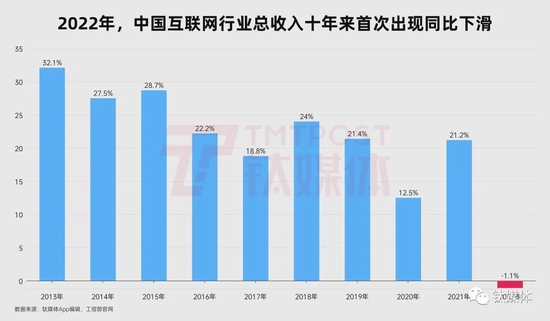 2022年，中国互联网行业总收入十年来首次出现同比下滑
35
30
25
20
15
10
5
0
32.1%
27.5%
28.7%
22.2%
18.8%
24%
21.4%
12.5%
21.2%
-1.1%
TMTPOST
钛媒体
2013年
2014年
2015年
2016年
2017年
2018年
2019年
2020年
2021年
数据来源：钛媒体App编辑、工信部官网
钛媒体